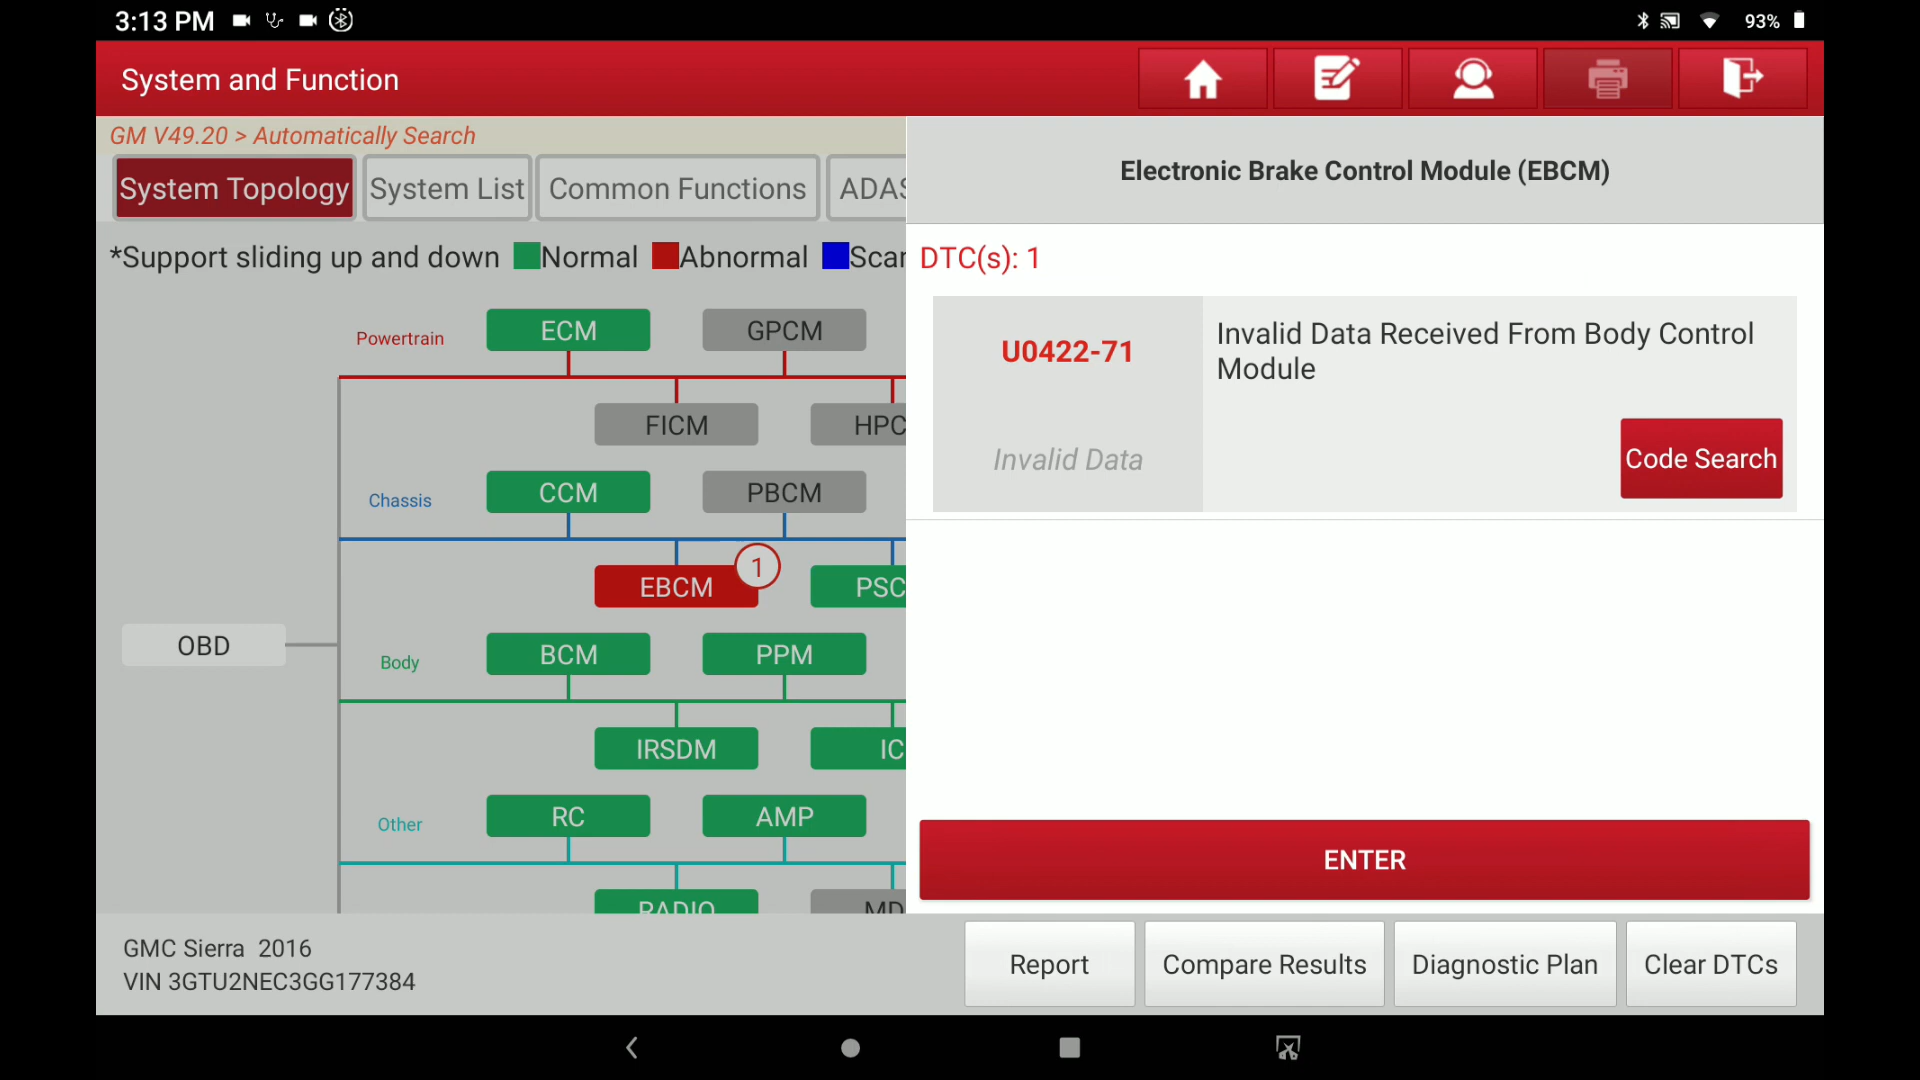 3:13 PM
93%
System and Function
GM V49.20 > Automatically Search
System Topology
System List
Common Functions
ADAS
*Support sliding up and down
Normal
Abnormal
Scan
Powertrain
ECM
GPCM
FICM
HPC
Chassis
CCM
PBCM
EBCM
1
PSC
OBD
Body
BCM
PPM
IRSDM
IC
Other
RC
AMP
RADIO
MD
Electronic Brake Control Module (EBCM)
DTC(s): 1
U0422-71
Invalid Data
Invalid Data Received From Body Control
Module
Code Search
ENTER
GMC Sierra 2016
VIN 3GTU2NEC3GG177384
Report
Compare Results
Diagnostic Plan
Clear DTCs